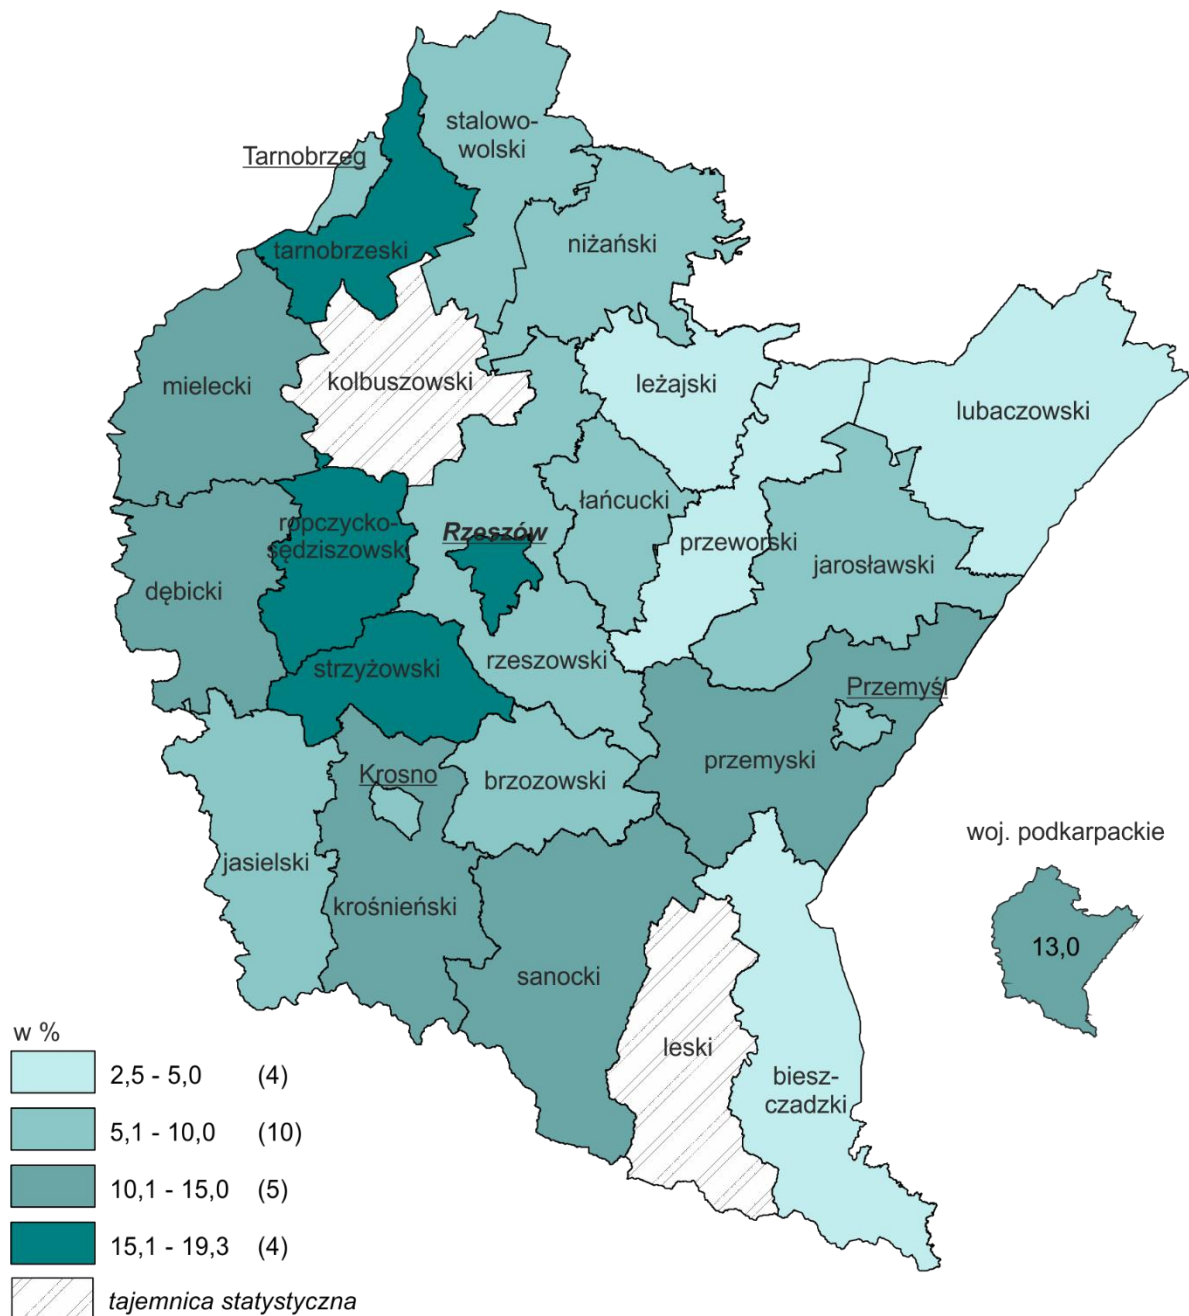 stalowo-
wolski
Tarnobrzeg
tarnobrzeski
niżański
mielecki
kolbuszowski
leżajski
lubaczowski
łańcucki
ropczycko-
sędziszowsk
Rzeszów
przeworski
jarosławski
dębicki
strzyżowski
rzeszowski
Przemyśl
przemyski
Krosno
brzozowski
jasielski
krośnieński
sanocki
leski
biesz-
czadzki
woj. podkarpackie
13,0
w %
2,5 - 5,0 (4)
5,1 - 10,0 (10)
10,1 - 15,0 (5)
15,1 - 19,3 (4)
tajemnica statystyczna